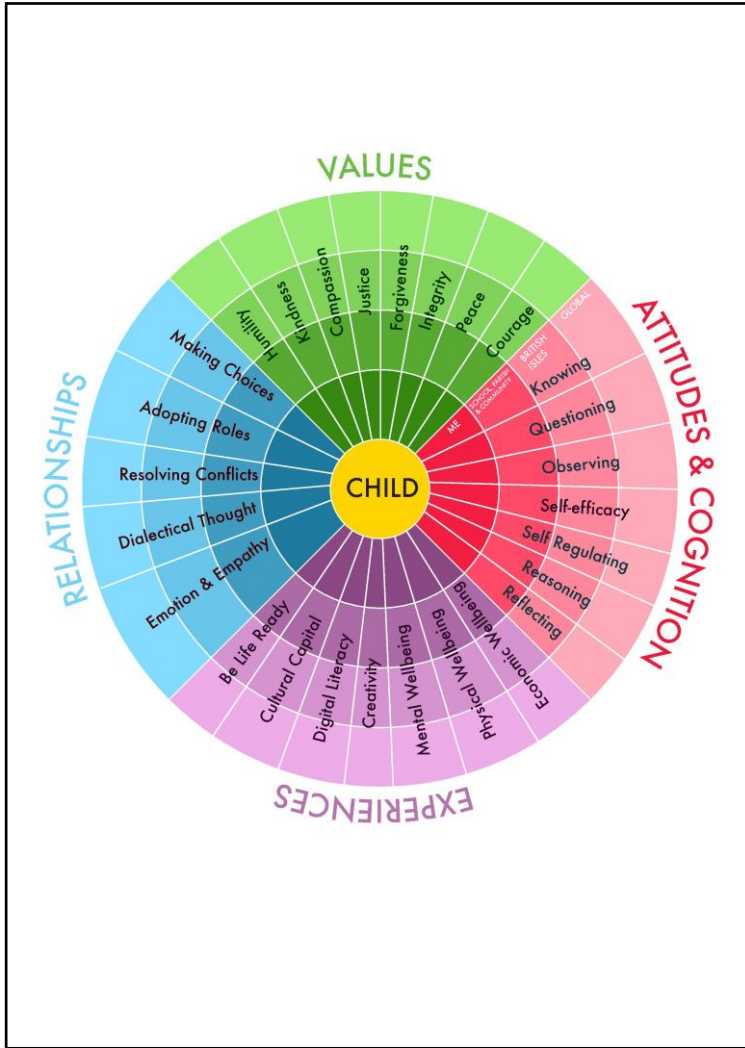 VALUES
Humility
Kindness
Compassion
Justice
Forgiveness
Integrity
Peace
Courage
GLOBAL
BRITISH
ISLES
SCHOOL, PARISH
& COMMUNITY
ME
ATTITUDES & COGNITION
Knowing
Questioning
Observing
Self-efficacy
Self Regulating
Reasoning
Reflecting
RELATIONSHIPS
Making Choices
Adopting Roles
Resolving Conflicts
Dialectical Thought
Emotion & Empathy
CHILD
Be Life Ready
Cultural Capital
Digital Literacy
Creativity
Mental Wellbeing
Physical Wellbeing
Economic Wellbeing
EXPERIENCES